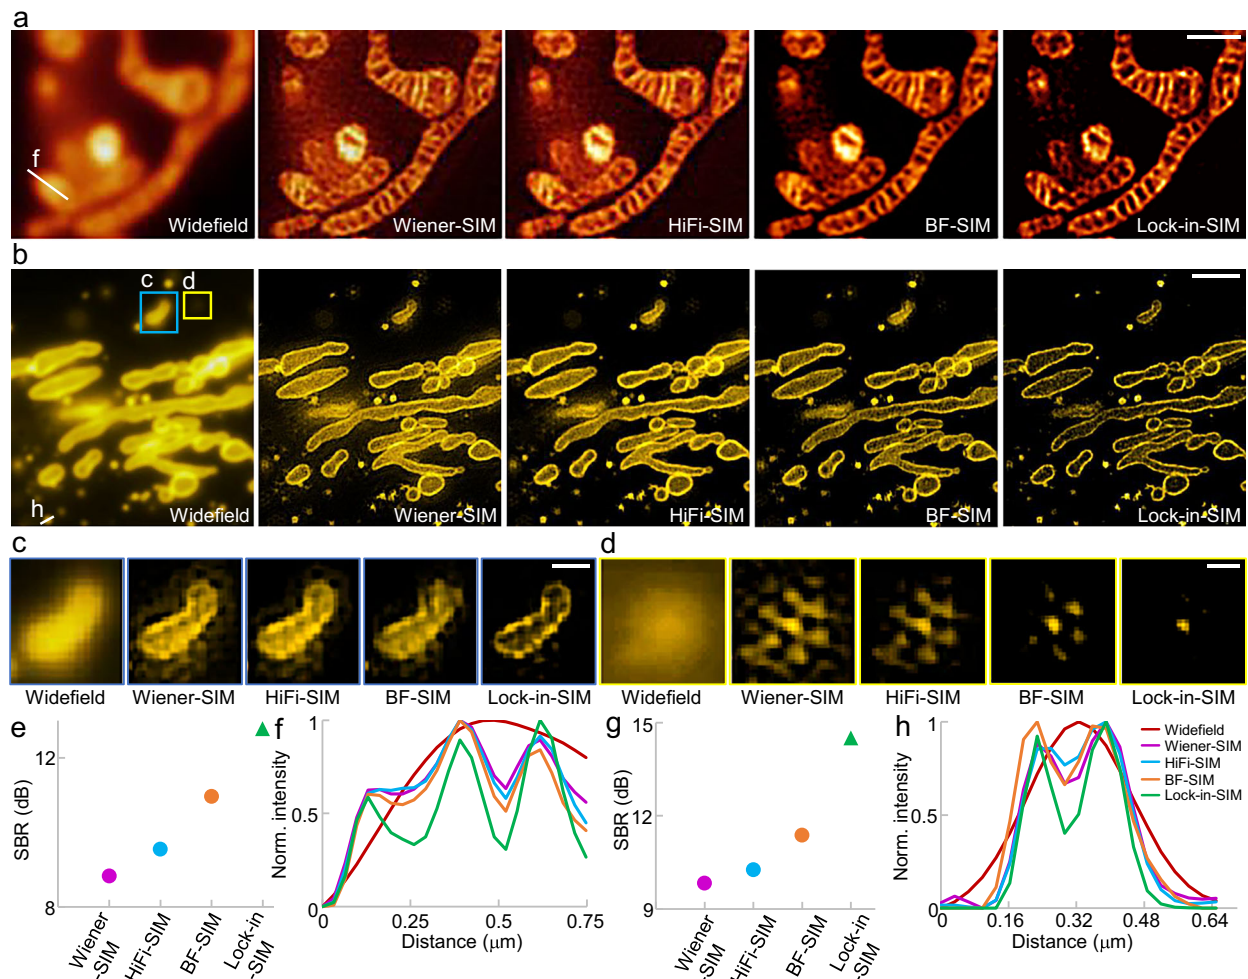 a
f
Widefield
Wiener-SIM
HiFi-SIM
BF-SIM
Lock-in-SIM
b
c
d
h
Widefield
Wiener-SIM
HiFi-SIM
BF-SIM
Lock-in-SIM
c
Widefield
Wiener-SIM
HiFi-SIM
BF-SIM
Lock-in-SIM
d
Widefield
Wiener-SIM
HiFi-SIM
BF-SIM
Lock-in-SIM
e
SBR (dB)
12
8
Wiener
-SIM
HiFi-SIM
BF-SIM
Lock-in
-SIM
f
Norm. intensity
1
0.5
0
0.25
0.5
0.75
Distance (μm)
g
SBR (dB)
15
12
9
Wiener
-SIM
HiFi-SIM
BF-SIM
Lock-in
-SIM
h
Norm. intensity
1
0.5
0
0
0.16
0.32
0.48
0.64
Distance (μm)
Widefield
Wiener-SIM
HiFi-SIM
BF-SIM
Lock-in-SIM